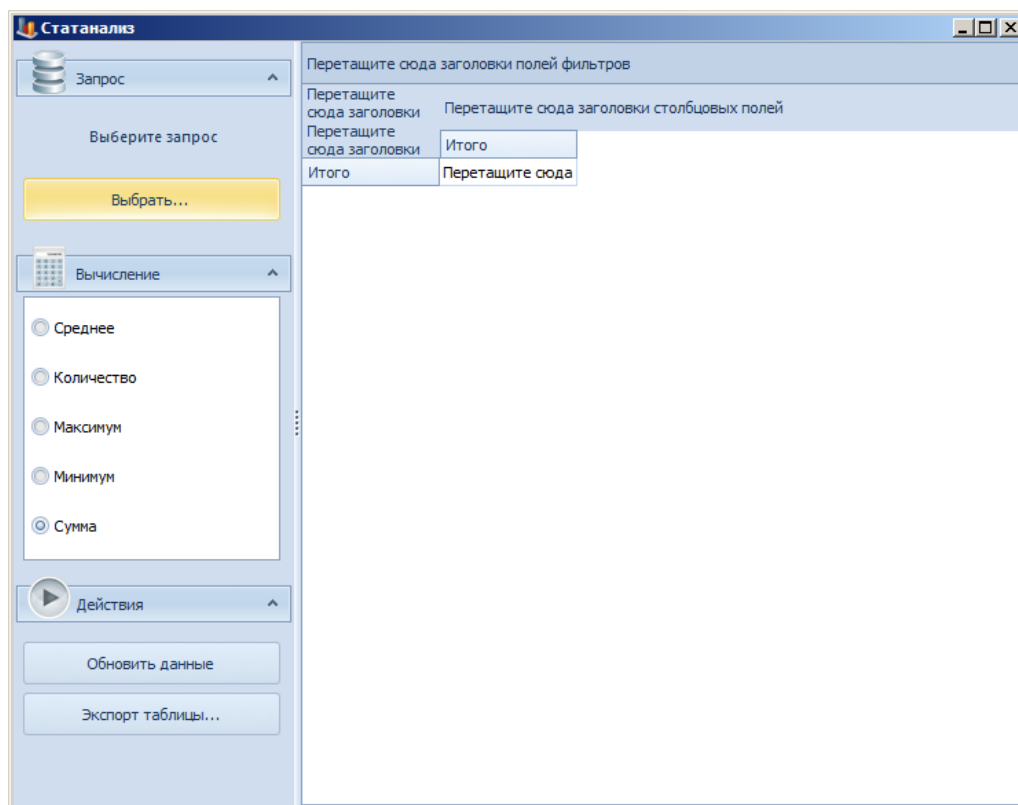 Статанализ
Запрос
Выберите запрос
Выбрать...
Вычисление
Среднее
Количество
Максимум
Минимум
Сумма
Действия
Обновить данные
Экспорт таблицы...
Перетащите сюда заголовки полей фильтров
Перетащите
сюда заголовки
Перетащите сюда заголовки столбцовых полей
Перетащите
сюда заголовки
Итого
Итого
Перетащите сюда